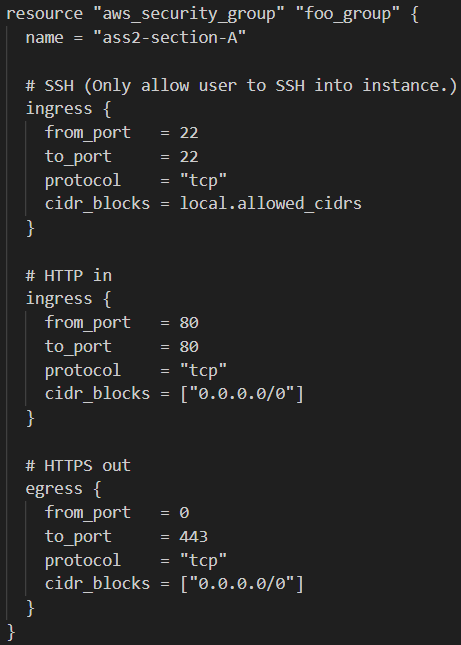 resource "aws_security_group" "foo_group" {
  name = "ass2-section-A"

  # SSH (Only allow user to SSH into instance.)
  ingress {
    from_port   = 22
    to_port     = 22
    protocol    = "tcp"
    cidr_blocks = local.allowed_cidrs
  }

  # HTTP in
  ingress {
    from_port   = 80
    to_port     = 80
    protocol    = "tcp"
    cidr_blocks = ["0.0.0.0/0"]
  }

  # HTTPS out
  egress {
    from_port   = 0
    to_port     = 443
    protocol    = "tcp"
    cidr_blocks = ["0.0.0.0/0"]
  }
}